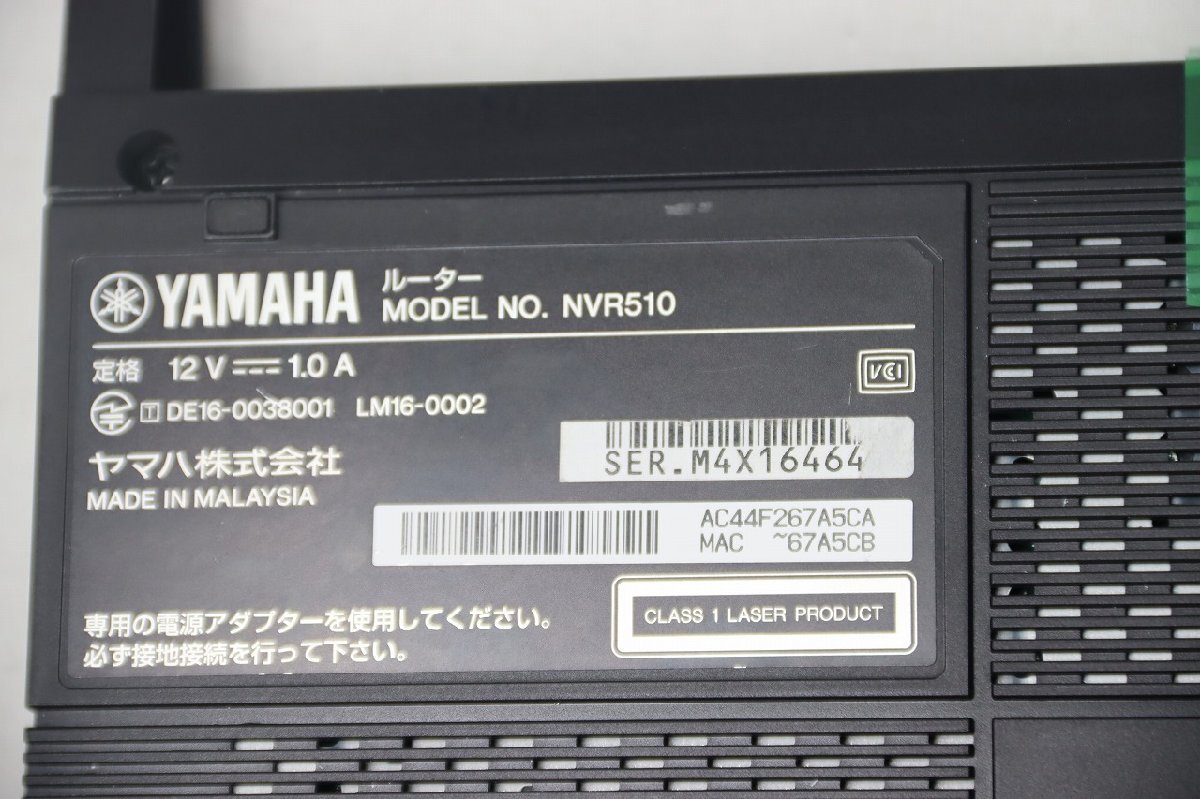 YAMAHA ルーター
MODEL NO. NVR510
定格 12 V 1.0 A
VCI
T DE16-0038001 LM16-0002
ヤマハ株式会社
MADE IN MALAYSIA
SER.M4X16464
AC44F267A5CA
MAC ~67A5CB
専用の電源アダプターを使用してください。
必ず接地接続を行って下さい。
CLASS 1 LASER PRODUCT